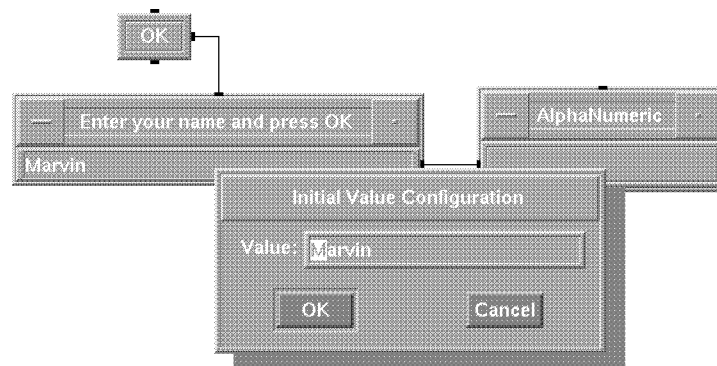 OK
Enter your name and press OK
AlphaNumeric
Marvin
Initial Value Configuration
Value: Marvin
OK
Cancel